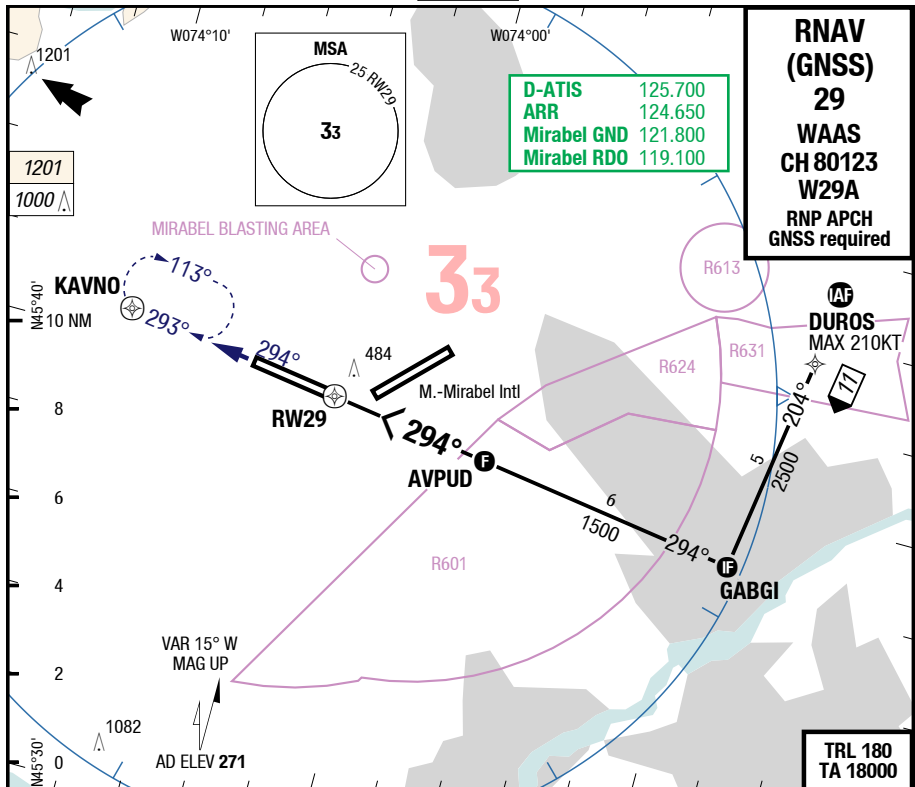 W074°10'
W074°00'
1201
MSA
25 RW29
33
D-ATIS 125.700
ARR 124.650
Mirabel GND 121.800
Mirabel RDO 119.100
RNAV
(GNSS)
29
WAAS
CH 80123
W29A
RNP APCH
GNSS required
1201
1000
MIRABEL BLASTING AREA
33
R613
KAVNO
113°
293°
294°
N45°40'
10 NM
IAF
DUROS
MAX 210KT
11
R631
R624
484
M.-Mirabel Intl
RW29
8
204°
294°
F
AVPUD
5
2500
6
6
1500
294°
IF
GABGI
R601
4
VAR 15° W
MAG UP
2
1082
AD ELEV 271
N45°30'
0
TRL 180
TA 18000